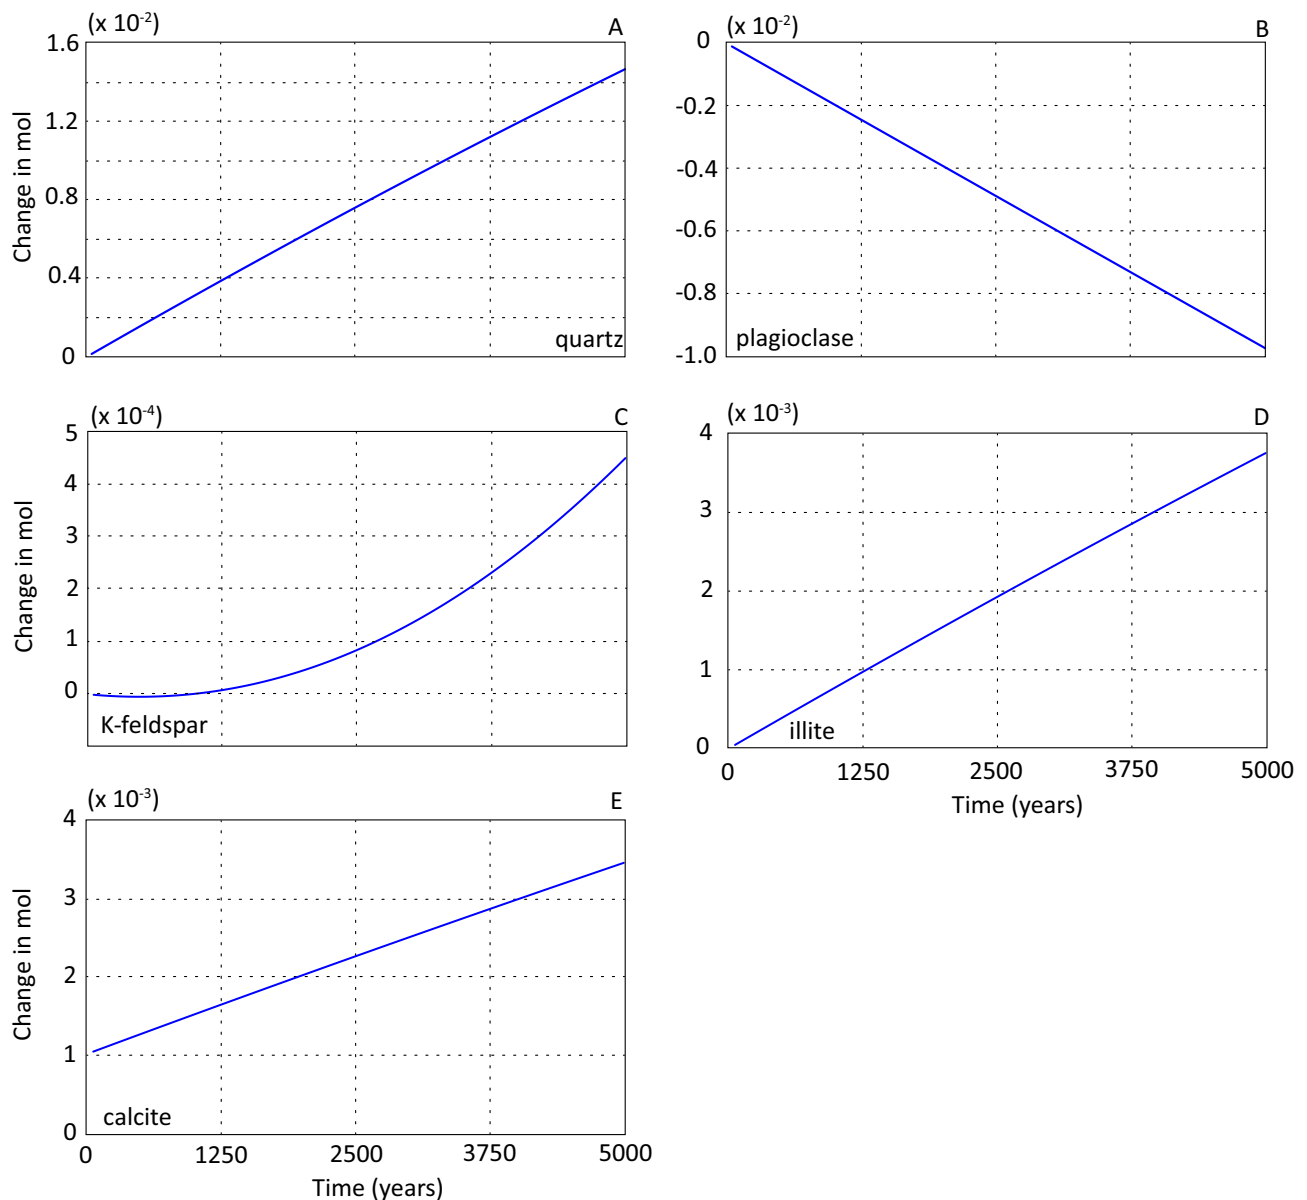 (x 10⁻²) A
1.6
1.2
0.8
0.4
0
Change in mol
quartz
(x 10⁻²) B
0
-0.2
-0.4
-0.6
-0.8
-1.0
plagioclase
(x 10⁻⁴) C
5
4
3
2
1
0
Change in mol
K-feldspar
(x 10⁻³) D
4
3
2
1
0
illite
0 1250 2500 3750 5000
Time (years)
(x 10⁻³) E
4
3
2
1
0
Change in mol
calcite
0 1250 2500 3750 5000
Time (years)